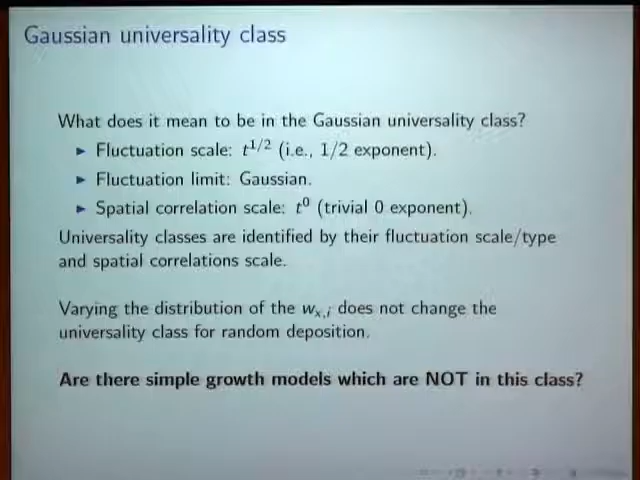 Gaussian universality class
What does it mean to be in the Gaussian universality class?
► Fluctuation scale: t^{1/2} (i.e., 1/2 exponent).
► Fluctuation limit: Gaussian.
► Spatial correlation scale: t^0 (trivial 0 exponent).
Universality classes are identified by their fluctuation scale/type
and spatial correlations scale.
Varying the distribution of the w_{x,i} does not change the
universality class for random deposition.
Are there simple growth models which are NOT in this class?